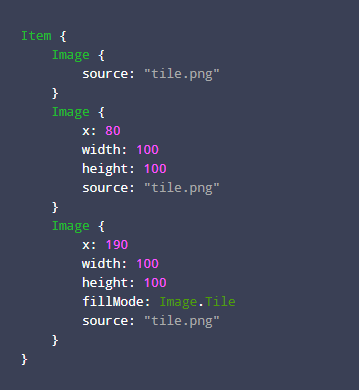 Item {
    Image {
        source: "tile.png"
    }
    Image {
        x: 80
        width: 100
        height: 100
        source: "tile.png"
    }
    Image {
        x: 190
        width: 100
        height: 100
        fillMode: Image.Tile
        source: "tile.png"
    }
}